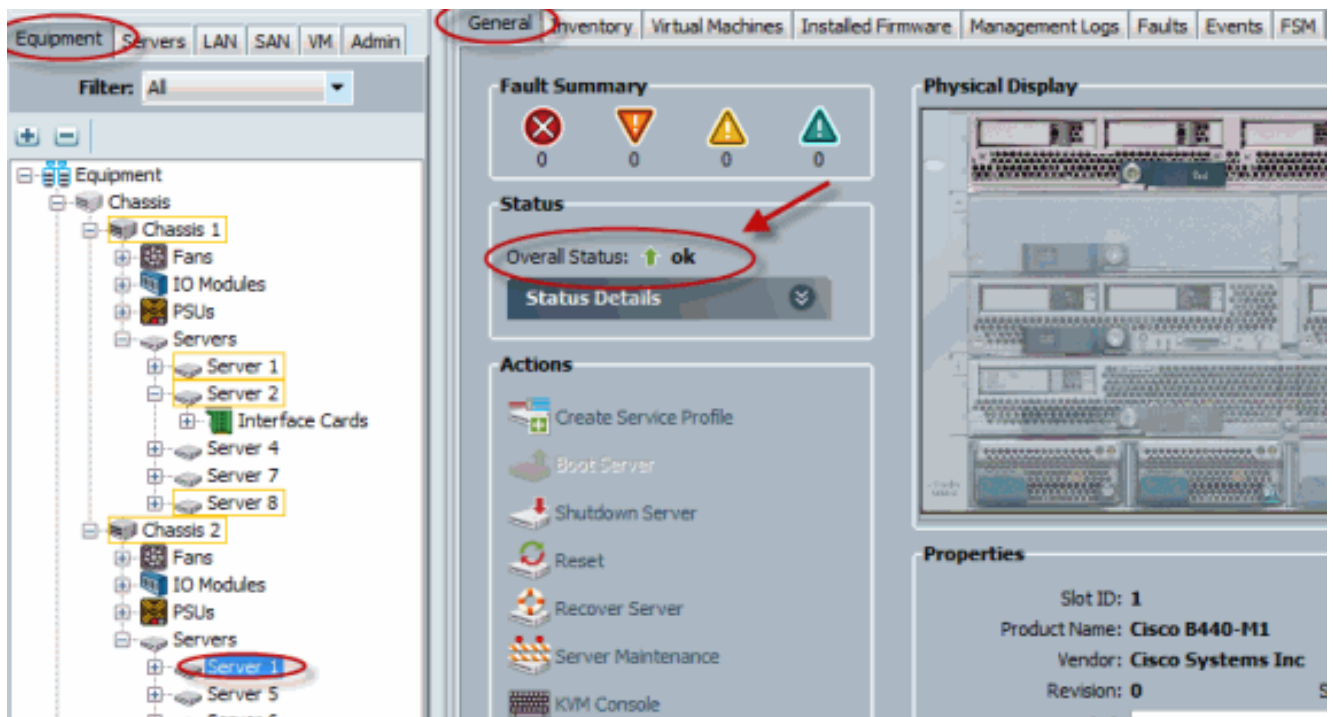 Equipment Servers LAN SAN VM Admin
Filter: All
Equipment
Chassis
Chassis 1
Fans
IO Modules
PSUs
Servers
Server 1
Server 2
Interface Cards
Server 4
Server 7
Server 8
Chassis 2
Fans
IO Modules
PSUs
Servers
Server 1
Server 5
General Inventory Virtual Machines Installed Firmware Management Logs Faults Events FSM
Fault Summary
0 0 0 0
Status
Overall Status: ok
Status Details
Actions
Create Service Profile
Boot Server
Shutdown Server
Reset
Recover Server
Server Maintenance
KVM Console
Physical Display
Properties
Slot ID: 1
Product Name: Cisco B440-M1
Vendor: Cisco Systems Inc
Revision: 0 S